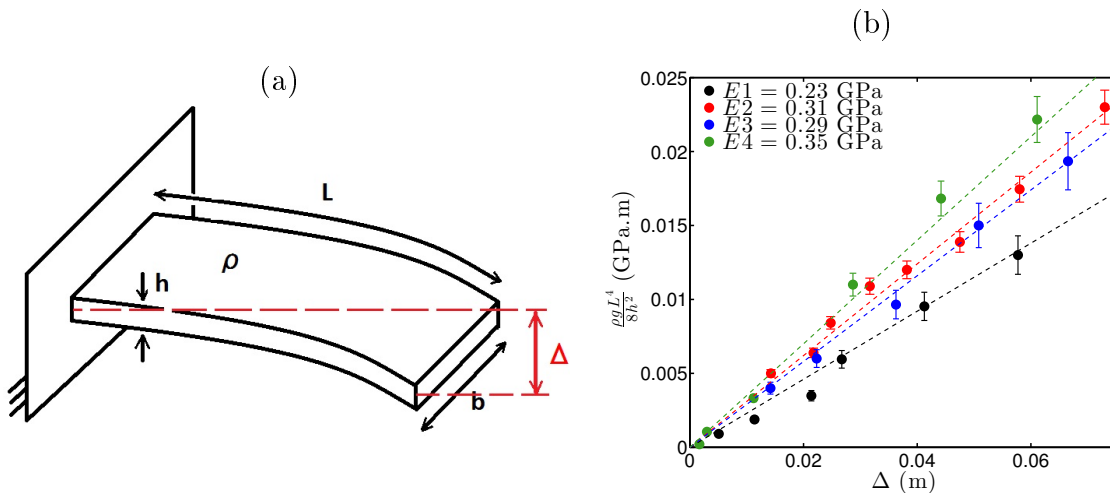 (a)
L
ρ
h
Δ
b
(b)
0.025
0.02
0.015
0.01
0.005
0
E1 = 0.23 GPa
E2 = 0.31 GPa
E3 = 0.29 GPa
E4 = 0.35 GPa
ρgL⁴/8h² (GPa.m)
0 0.02 0.04 0.06
Δ (m)